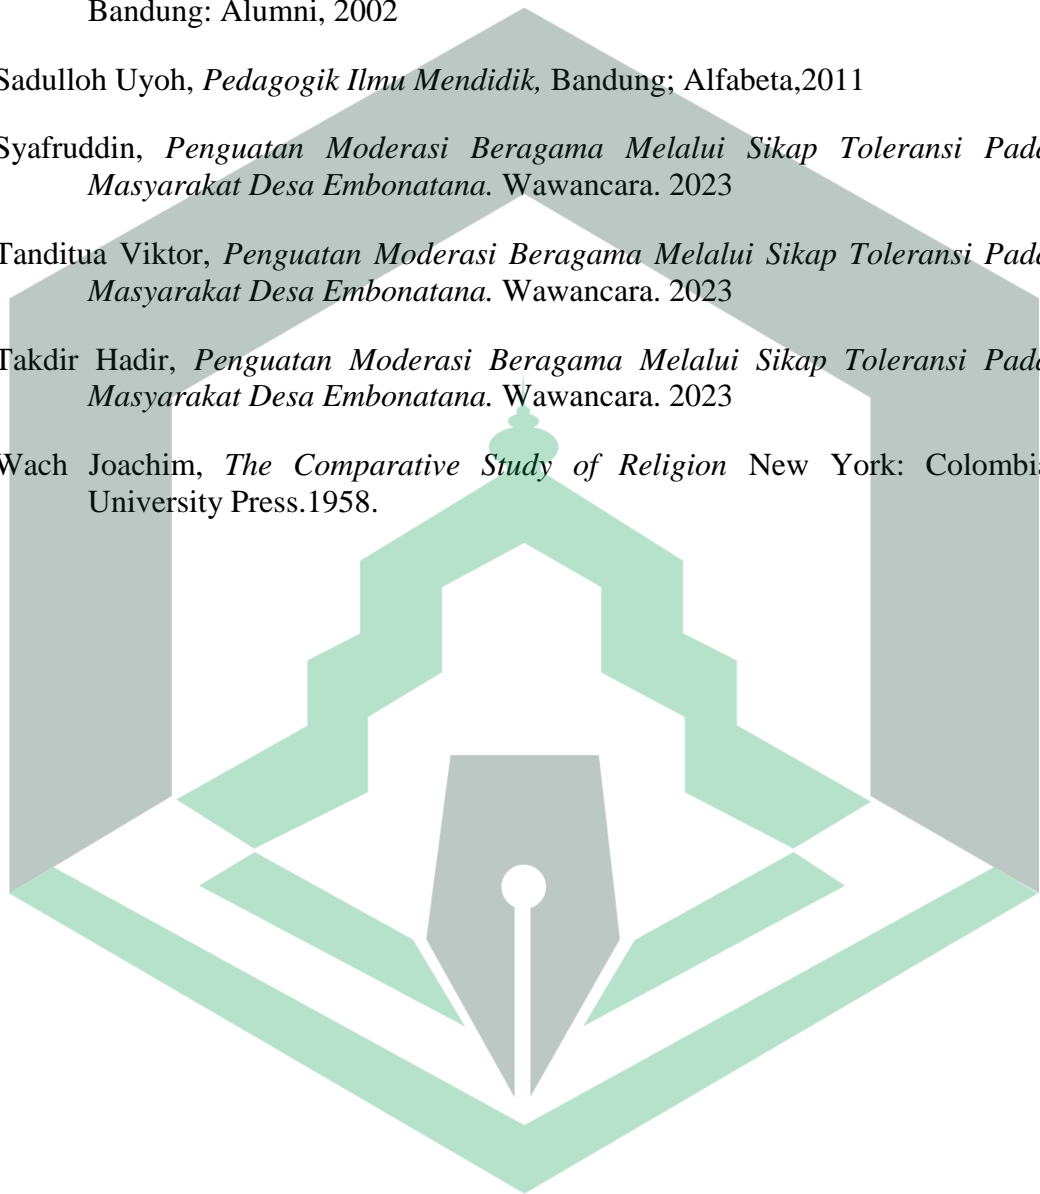 Bandung: Alumni, 2002
Sadulloh Uyoh, Pedagogik Ilmu Mendidik, Bandung; Alfabeta,2011
Syafruddin, Penguatan Moderasi Beragama Melalui Sikap Toleransi Pada
Masyarakat Desa Embonatana. Wawancara. 2023
Tanditua Viktor, Penguatan Moderasi Beragama Melalui Sikap Toleransi Pada
Masyarakat Desa Embonatana. Wawancara. 2023
Takdir Hadir, Penguatan Moderasi Beragama Melalui Sikap Toleransi Pada
Masyarakat Desa Embonatana. Wawancara. 2023
Wach Joachim, The Comparative Study of Religion New York: Colombia
University Press.1958.